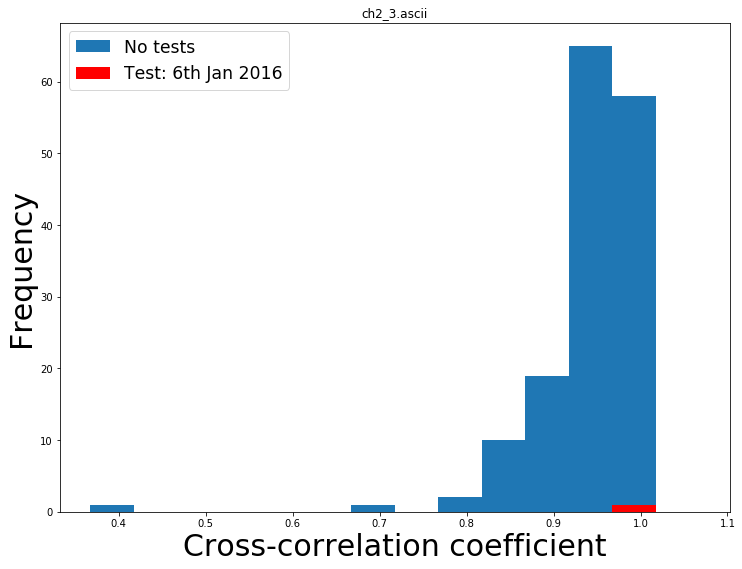 ch2_3.ascii
No tests
Test: 6th Jan 2016
Frequency
60
50
40
30
20
10
0
0.4 0.5 0.6 0.7 0.8 0.9 1.0 1.1
Cross-correlation coefficient